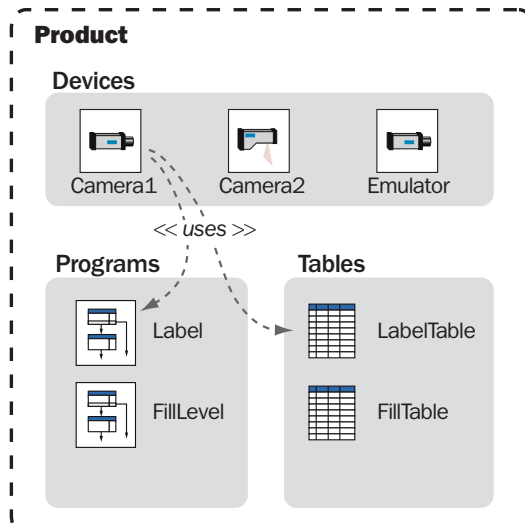 Product
Devices
Camera1 Camera2 Emulator
<< uses >>
Programs
Label
FillLevel
Tables
LabelTable
FillTable